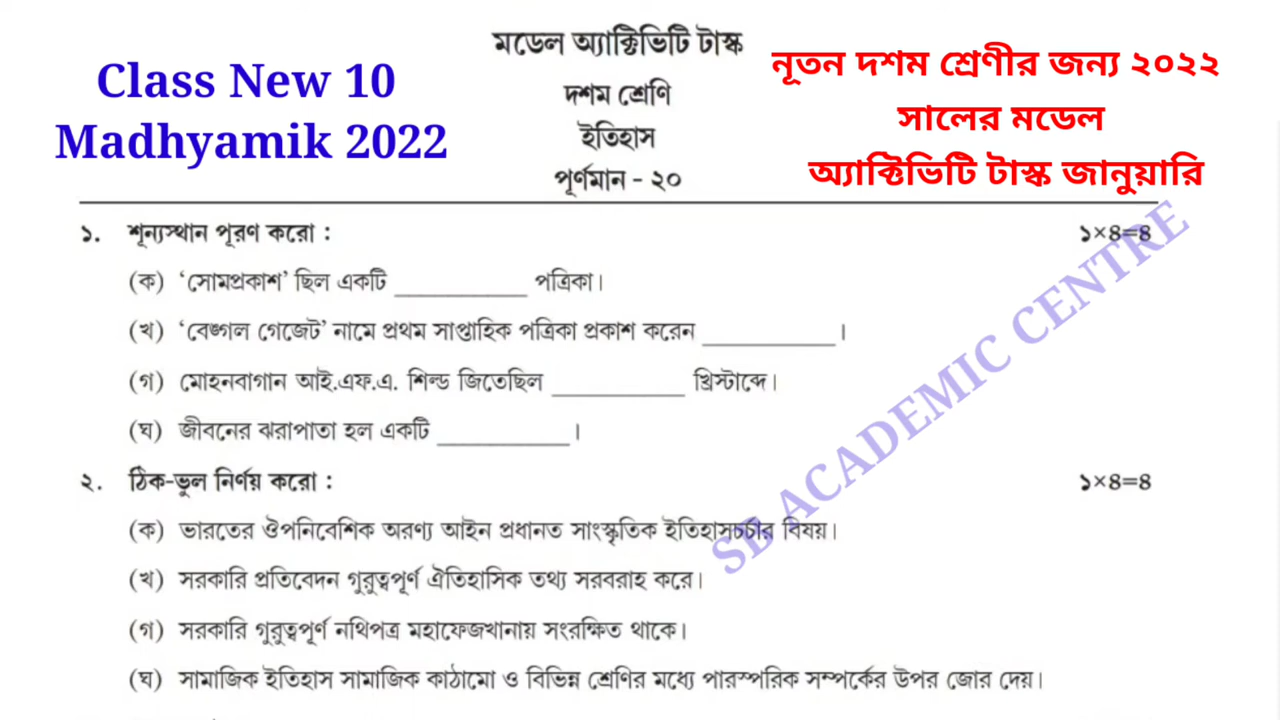 মডেল অ্যাক্টিভিটি টাস্ক
দশম শ্রেণি
ইতিহাস
পূর্ণমান - ২০
Class New 10
Madhyamik 2022
নূতন দশম শ্রেণীর জন্য ২০২২
সালের মডেল
অ্যাক্টিভিটি টাস্ক জানুয়ারি
১. শূন্যস্থান পূরণ করো : ১×৪=৪
(ক) ‘সোমপ্রকাশ’ ছিল একটি ____________ পত্রিকা।
(খ) ‘বেঙ্গল গেজেট’ নামে প্রথম সাপ্তাহিক পত্রিকা প্রকাশ করেন ____________ ।
(গ) মোহনবাগান আই.এফ.এ. শিল্ড জিতেছিল ____________ খ্রিস্টাব্দে।
(ঘ) জীবনের ঝরাপাতা হল একটি ____________ ।
২. ঠিক-ভুল নির্ণয় করো : ১×৪=৪
(ক) ভারতের ঔপনিবেশিক অরণ্য আইন প্রধানত সাংস্কৃতিক ইতিহাসচর্চার বিষয়।
(খ) সরকারি প্রতিবেদন গুরুত্বপূর্ণ ঐতিহাসিক তথ্য সরবরাহ করে।
(গ) সরকারি গুরুত্বপূর্ণ নথিপত্র মহাফেজখানায় সংরক্ষিত থাকে।
(ঘ) সামাজিক ইতিহাস সামাজিক কাঠামো ও বিভিন্ন শ্রেণির মধ্যে পারস্পরিক সম্পর্কের উপর জোর দেয়।
SB ACADEMIC CENTRE